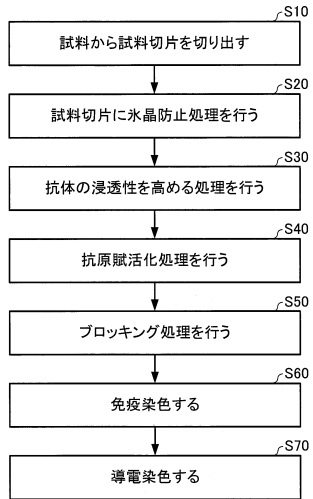 S10
試料から試料切片を切り出す
S20
試料切片に氷晶防止処理を行う
S30
抗体の浸透性を高める処理を行う
S40
抗原賦活化処理を行う
S50
ブロッキング処理を行う
S60
免疫染色する
S70
導電染色する